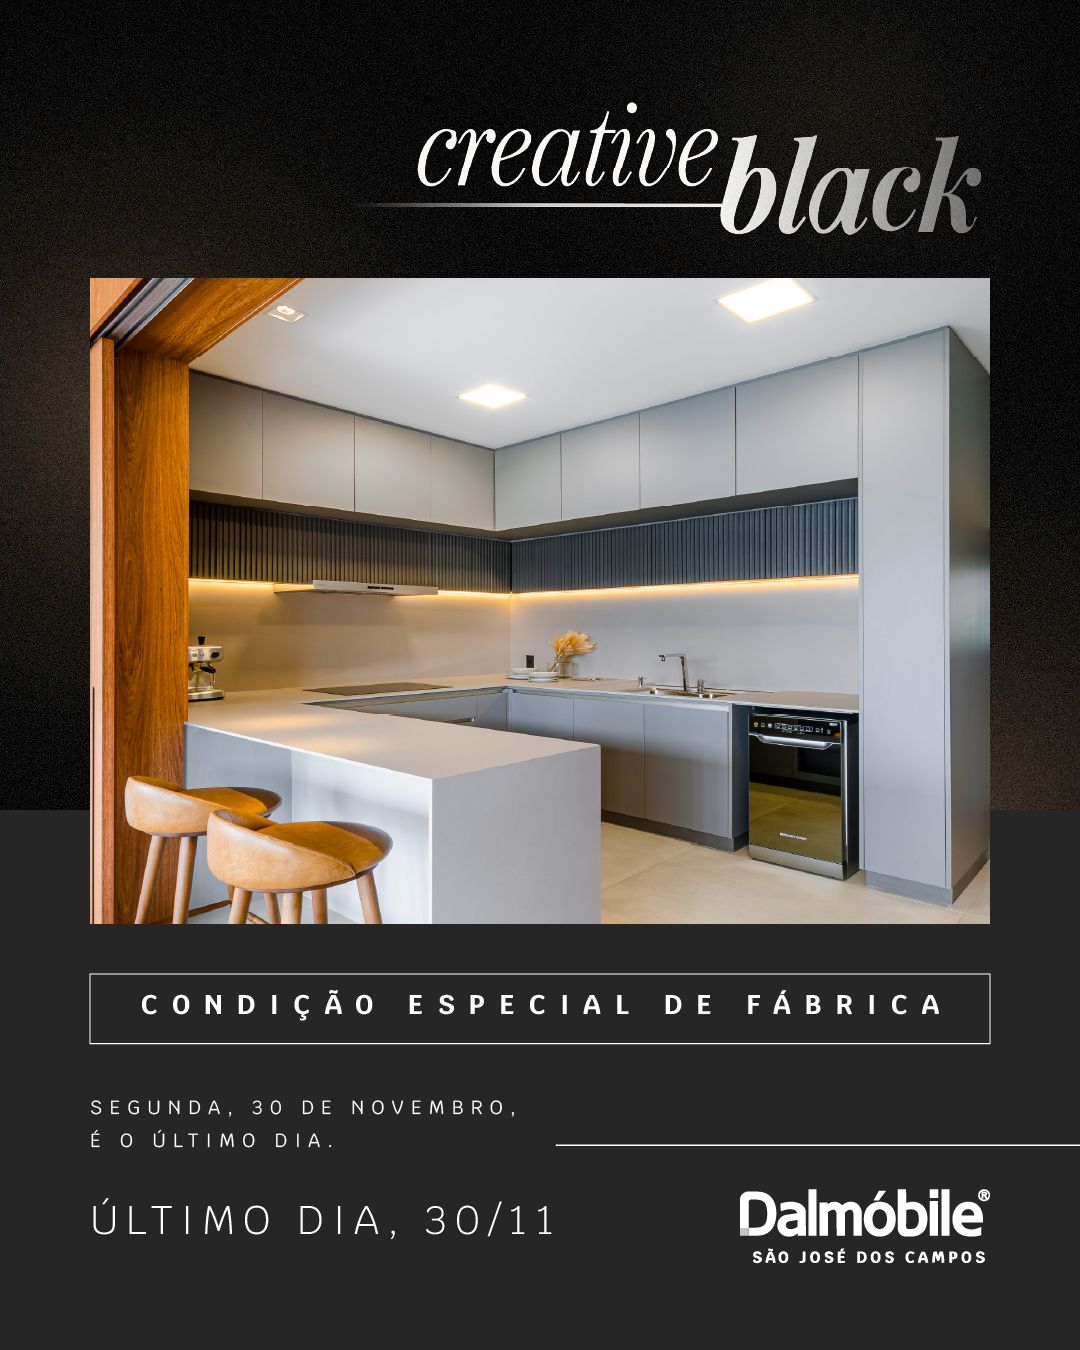 creative
black
CONDIÇÃO ESPECIAL DE FÁBRICA
SEGUNDA, 30 DE NOVEMBRO,
É O ÚLTIMO DIA.
ÚLTIMO DIA, 30/11
Dalmóbile®
SÃO JOSÉ DOS CAMPOS